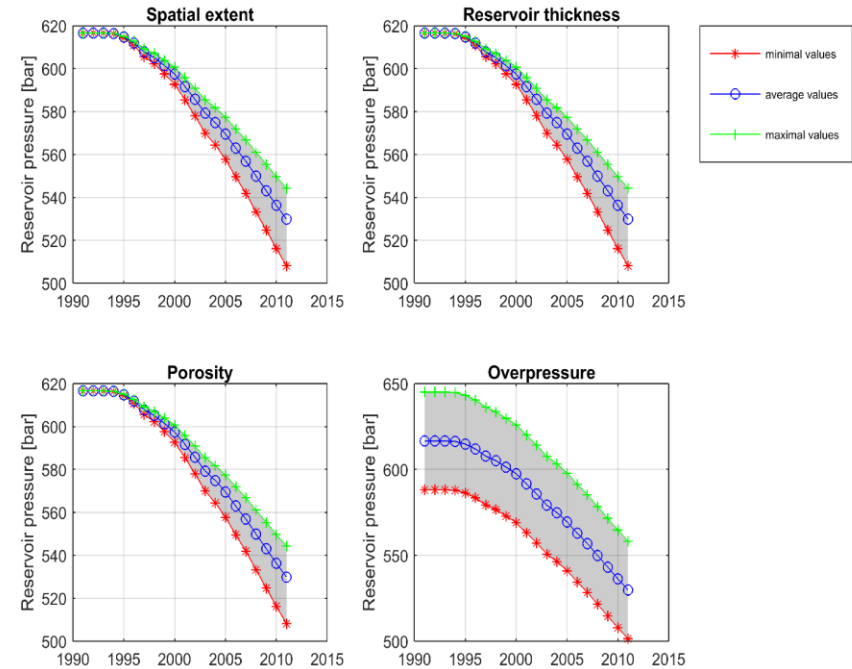 Spatial extent
Reservoir pressure [bar]
620
600
580
560
540
520
500
1990 1995 2000 2005 2010 2015
Reservoir thickness
Reservoir pressure [bar]
620
600
580
560
540
520
500
1990 1995 2000 2005 2010 2015
minimal values
average values
maximal values
Porosity
Reservoir pressure [bar]
620
600
580
560
540
520
500
1990 1995 2000 2005 2010 2015
Overpressure
Reservoir pressure [bar]
650
600
550
500
1990 1995 2000 2005 2010 2015